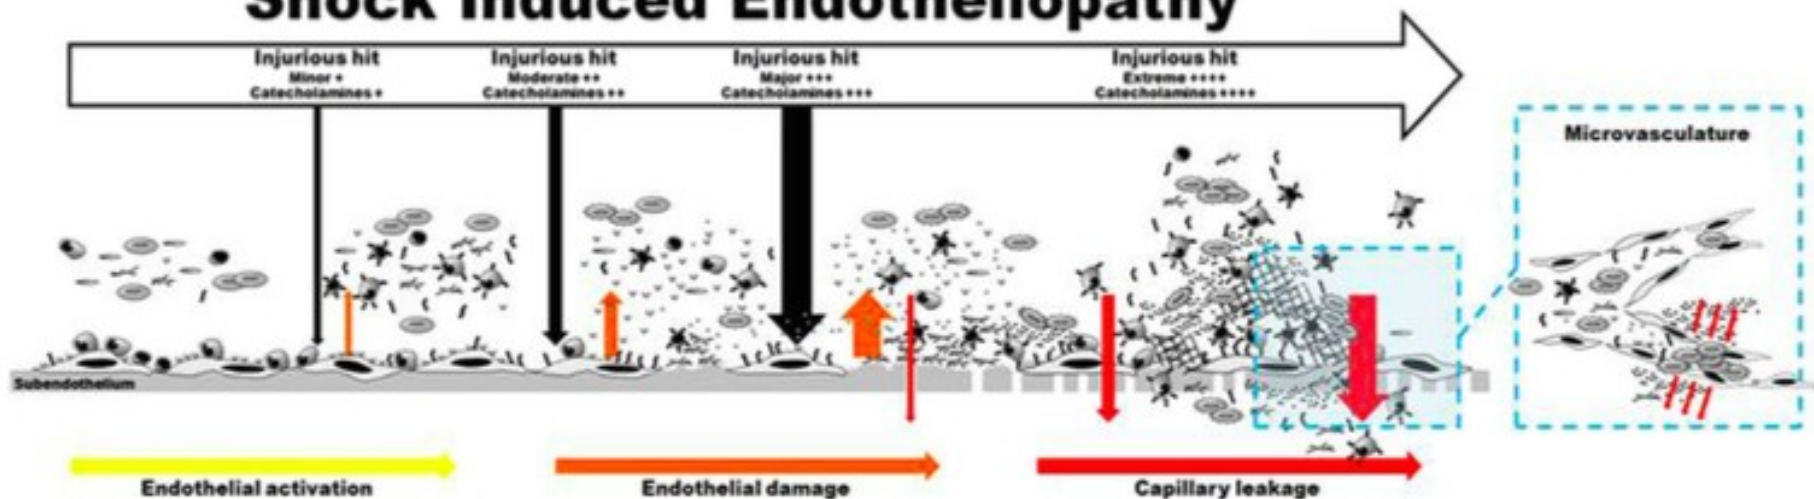 Shock Induced Endotheliopathy
Injurious hit
Minor +
Catecholamines +
Injurious hit
Moderate ++
Catecholamines ++
Injurious hit
Major +++
Catecholamines +++
Injurious hit
Extreme ++++
Catecholamines ++++
Microvasculature
Subendothelium
Endothelial activation
Endothelial damage
Capillary leakage